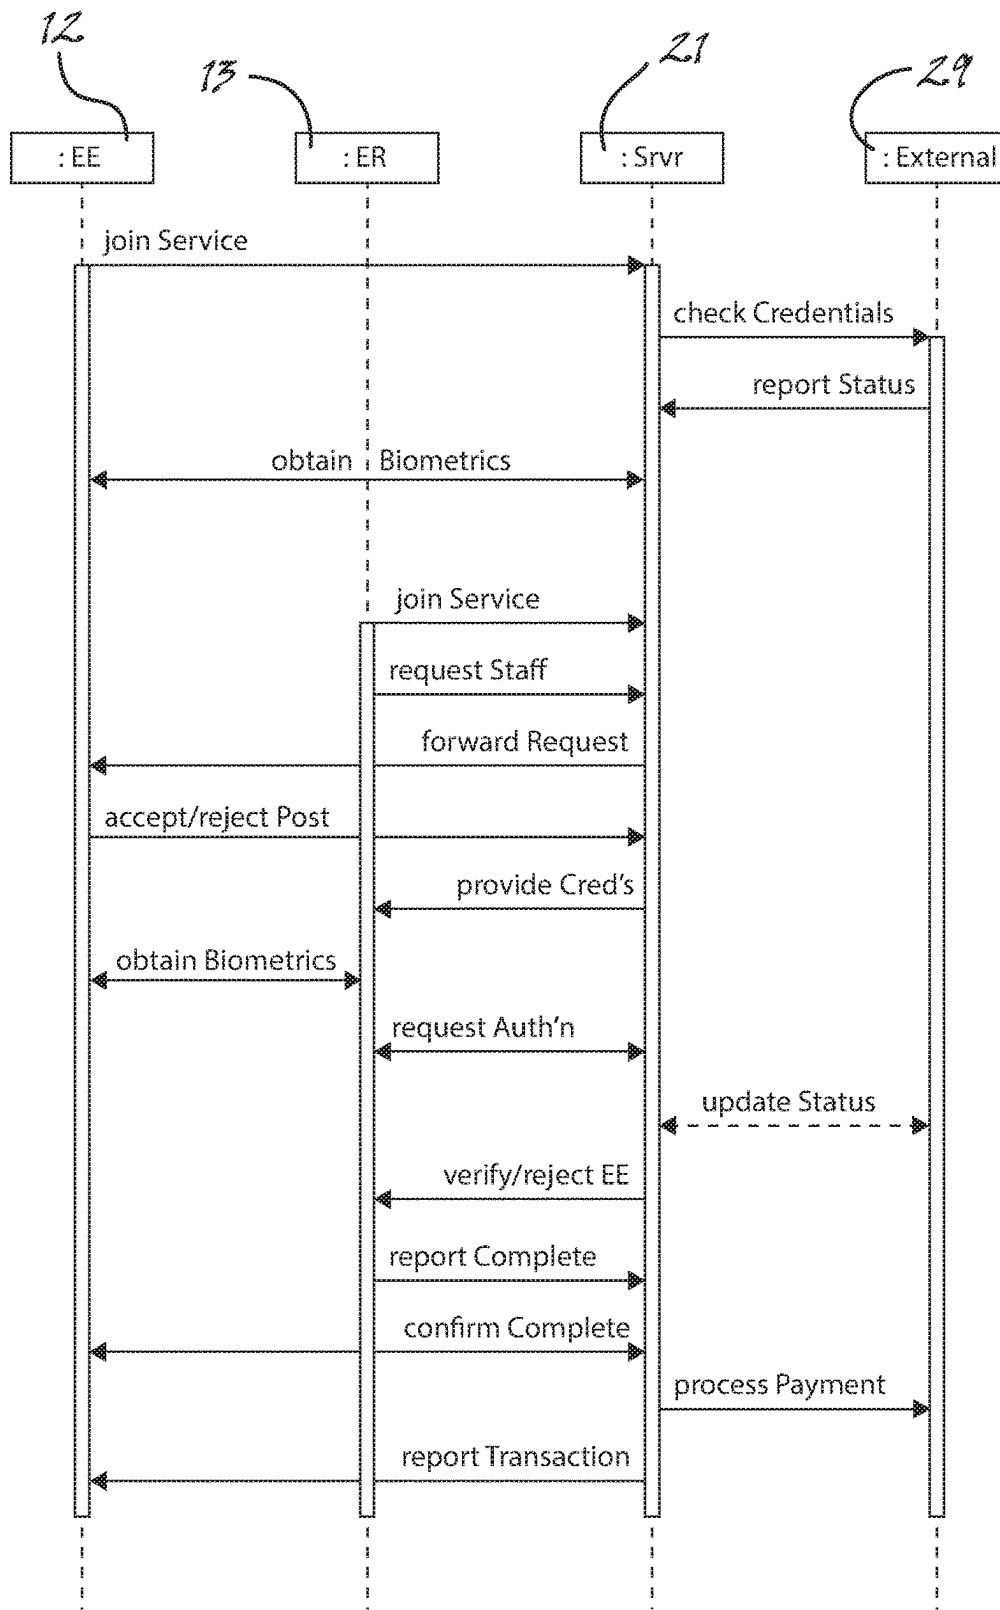 12
13
21
29
: EE
: ER
: Srvr
: External
join Service
check Credentials
report Status
obtain Biometrics
join Service
request Staff
forward Request
accept/reject Post
provide Cred's
obtain Biometrics
request Auth'n
update Status
verify/reject EE
report Complete
confirm Complete
process Payment
report Transaction